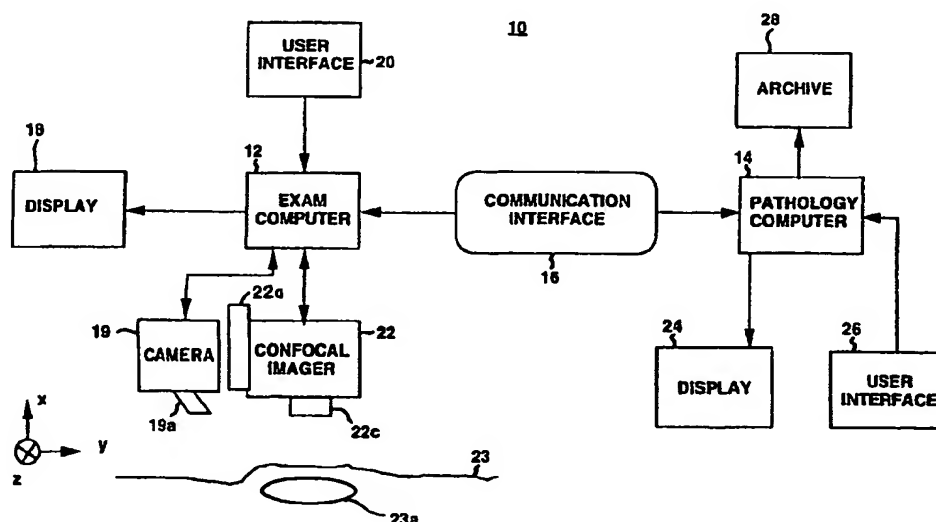 10
USER
INTERFACE
20
28
ARCHIVE
18
DISPLAY
12
EXAM
COMPUTER
COMMUNICATION
INTERFACE
16
14
PATHOLOGY
COMPUTER
22a
19
CAMERA
19a
CONFOCAL
IMAGER
22
22c
24
DISPLAY
26
USER
INTERFACE
x
y
z
23
23a